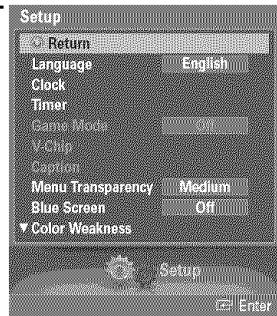 Setup
Return
Language English
Clock
Timer
Game Mode Off
V-Chip
Caption
Menu Transparency Medium
Blue Screen Off
▼ Color Weakness
Setup
Enter